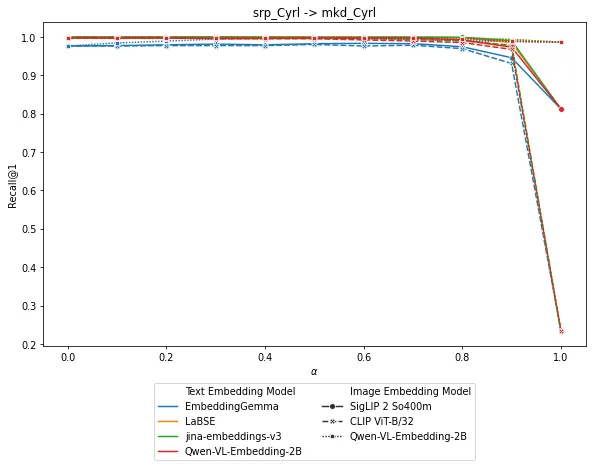 srp_Cyrl -> mkd_Cyrl
1.0
0.9
0.8
0.7
0.6
0.5
0.4
0.3
0.2
Recall@1
0.0 0.2 0.4 0.6 0.8 1.0
α
Text Embedding Model Image Embedding Model
EmbeddingGemma SigLIP 2 So400m
LaBSE CLIP ViT-B/32
jina-embeddings-v3 Qwen-VL-Embedding-2B
Qwen-VL-Embedding-2B